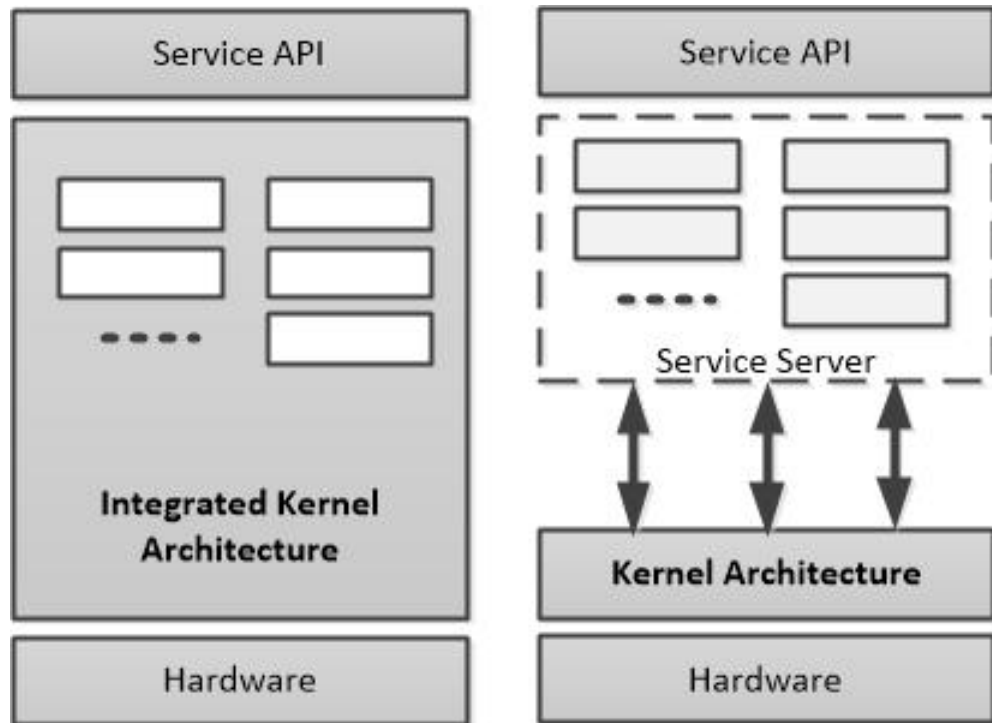 Service API
Integrated Kernel
Architecture
Hardware
Service API
Service Server
Kernel Architecture
Hardware